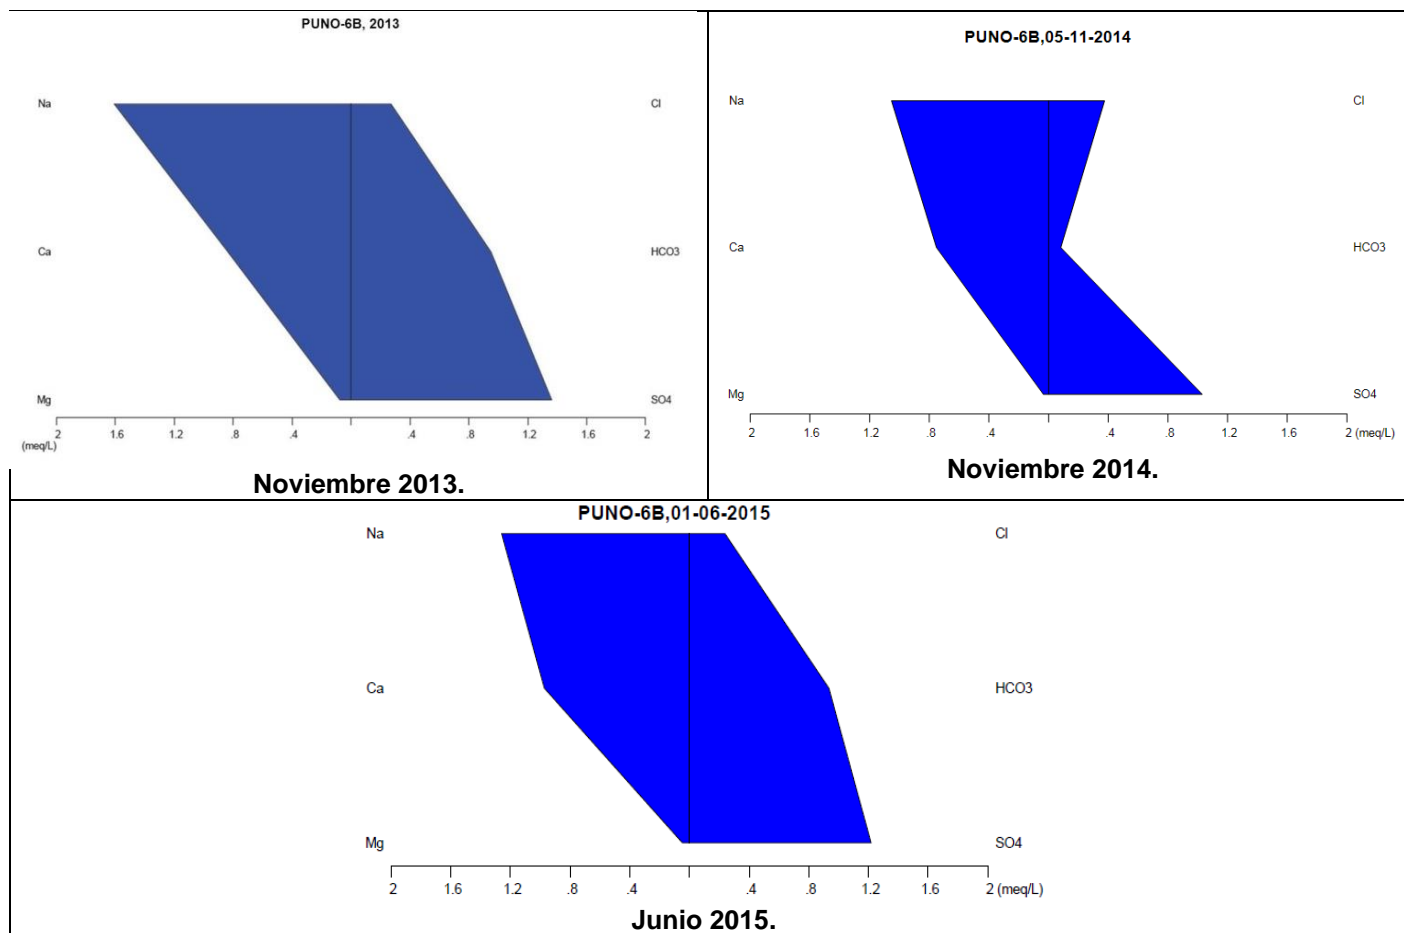 PUNO-6B, 2013
Na Cl
Ca HCO3
Mg SO4
2 1.6 1.2 .8 .4 .4 .8 1.2 1.6 2
(meq/L)
Noviembre 2013.
PUNO-6B,05-11-2014
Na Cl
Ca HCO3
Mg SO4
2 1.6 1.2 .8 .4 .4 .8 1.2 1.6 2 (meq/L)
Noviembre 2014.
PUNO-6B,01-06-2015
Na Cl
Ca HCO3
Mg SO4
2 1.6 1.2 .8 .4 .4 .8 1.2 1.6 2 (meq/L)
Junio 2015.